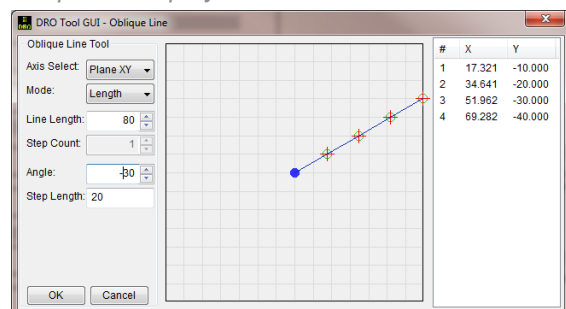 DRO Tool GUI - Oblique Line
Oblique Line Tool
Axis Select: Plane XY
Mode: Length
Line Length: 80
Step Count: 1
Angle: -30
Step Length: 20
OK Cancel
# X Y
1 17.321 -10.000
2 34.641 -20.000
3 51.962 -30.000
4 69.282 -40.000